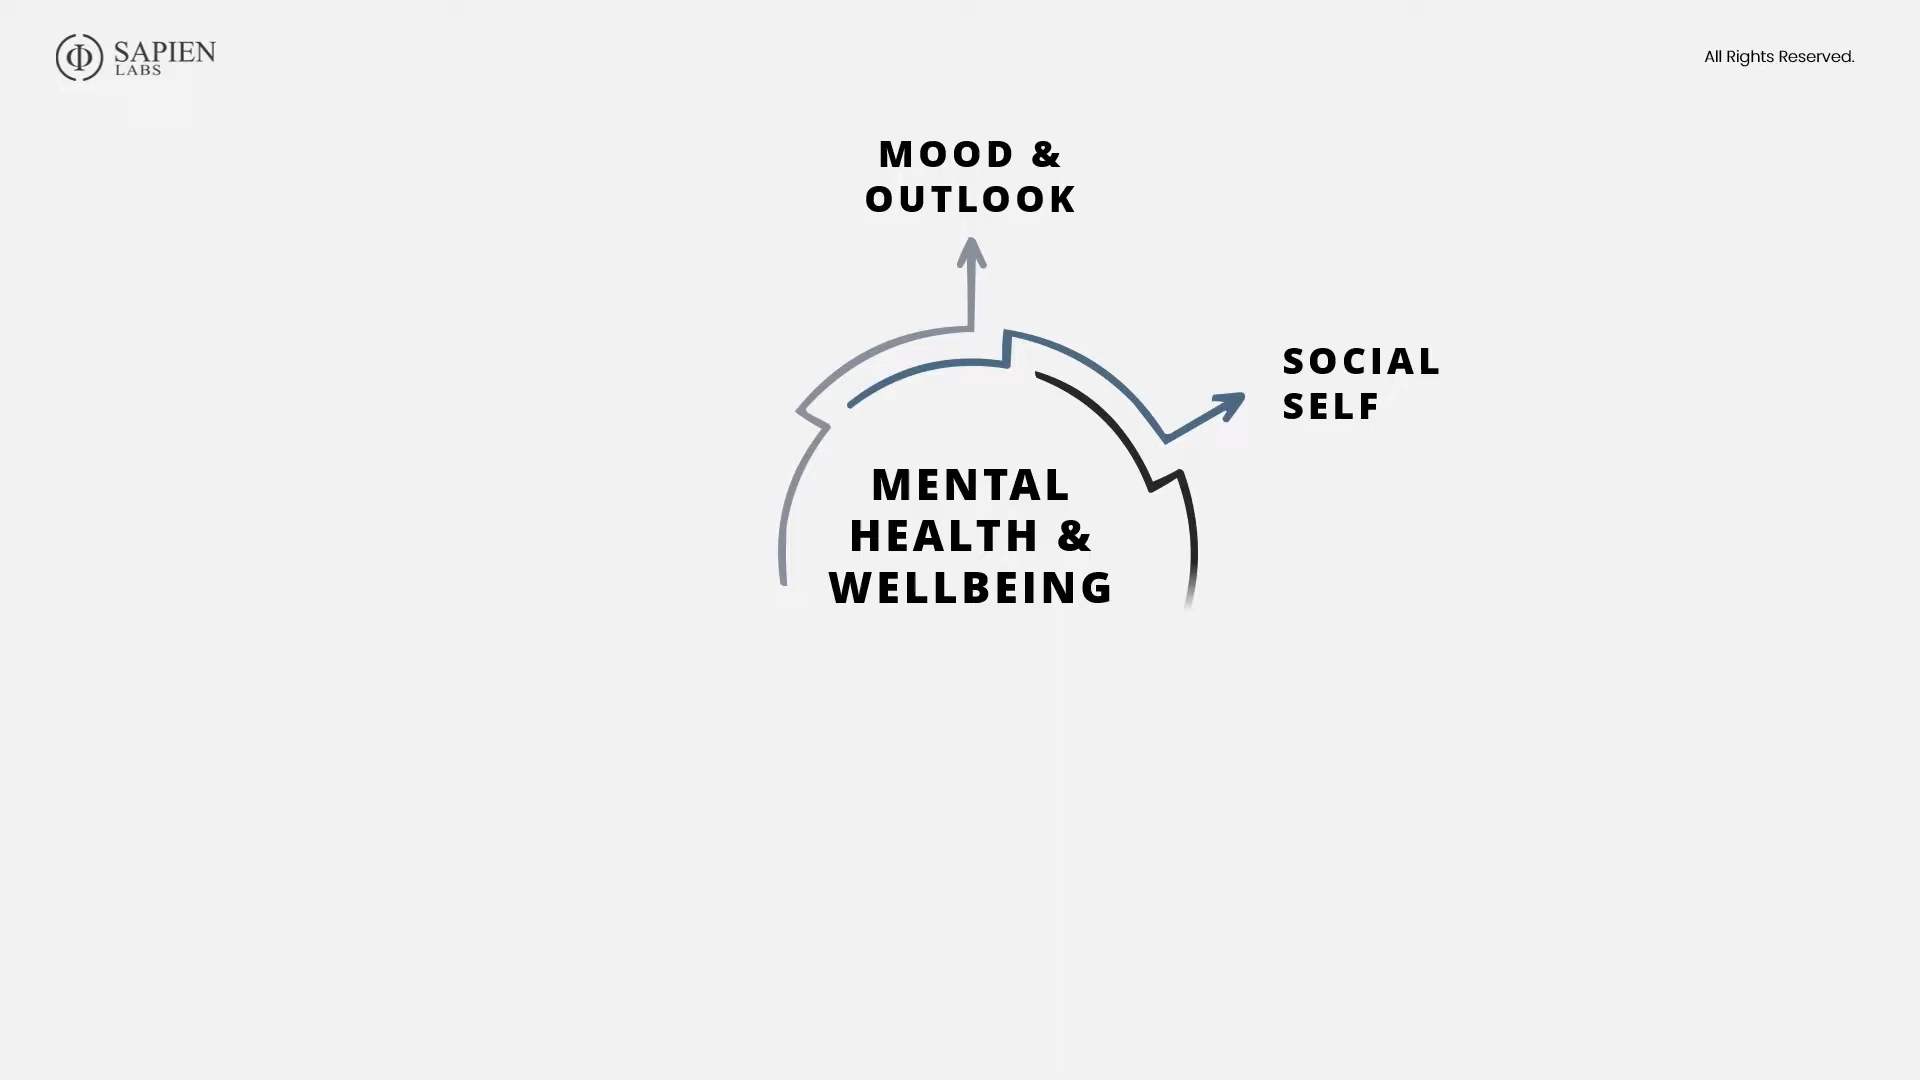 SAPIEN
LABS
All Rights Reserved.
MOOD &
OUTLOOK
SOCIAL
SELF
MENTAL
HEALTH &
WELLBEING